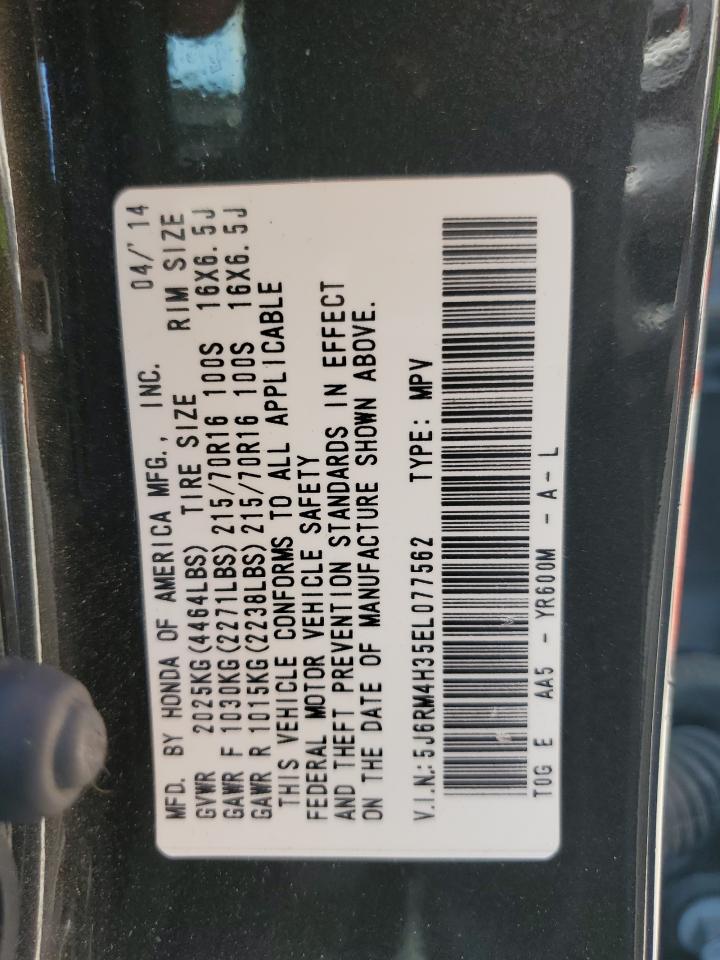 MFD. BY HONDA OF AMERICA MFG., INC. 04/'14
GVWR 2025KG(4464LBS) TIRE SIZE RIM SIZE
GAWR F 1030KG(2271LBS)215/70R16 100S 16X6.5J
GAWR R 1015KG(2238LBS)215/70R16 100S 16X6.5J
THIS VEHICLE CONFORMS TO ALL APPLICABLE
FEDERAL MOTOR VEHICLE SAFETY
AND THEFT PREVENTION STANDARDS IN EFFECT
ON THE DATE OF MANUFACTURE SHOWN ABOVE.
V.I.N.:5J6RM4H35EL077562 TYPE: MPV
T0G E AA5 - YR600M - A - L